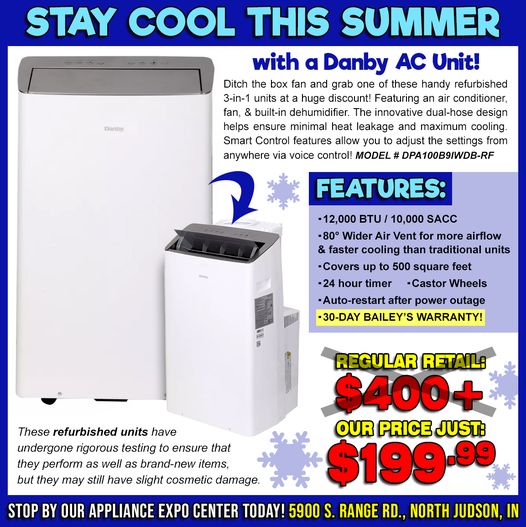 STAY COOL THIS SUMMER
with a Danby AC Unit!
Ditch the box fan and grab one of these handy refurbished
3-in-1 units at a huge discount! Featuring an air conditioner,
fan, & built-in dehumidifier. The innovative dual-hose design
helps ensure minimal heat leakage and maximum cooling.
Smart Control features allow you to adjust the settings from
anywhere via voice control! MODEL # DPA100B9IWDB-RF
Danby
FEATURES:
•12,000 BTU / 10,000 SACC
•80° Wider Air Vent for more airflow
& faster cooling than traditional units
•Covers up to 500 square feet
•24 hour timer •Castor Wheels
•Auto-restart after power outage
•30-DAY BAILEY'S WARRANTY!
Danby
REGULAR RETAIL:
$400+
OUR PRICE JUST:
$199.99
These refurbished units have
undergone rigorous testing to ensure that
they perform as well as brand-new items,
but they may still have slight cosmetic damage.
STOP BY OUR APPLIANCE EXPO CENTER TODAY! 5900 S. RANGE RD., NORTH JUDSON, IN